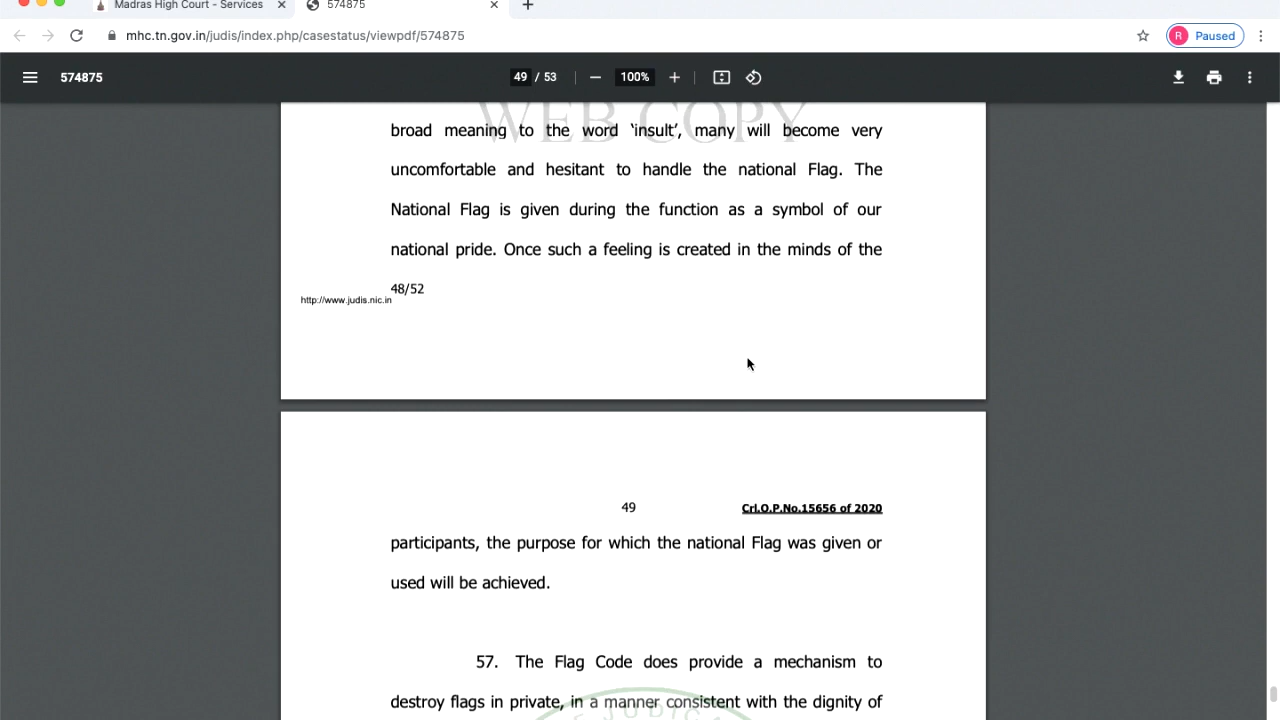 Madras High Court - Services
574875
mhc.tn.gov.in/judis/index.php/casestatus/viewpdf/574875
R Paused
574875
49 / 53
100%
WEB COPY
broad meaning to the word ‘insult’, many will become very
uncomfortable and hesitant to handle the national Flag. The
National Flag is given during the function as a symbol of our
national pride. Once such a feeling is created in the minds of the
48/52
http://www.judis.nic.in
49
Crl.O.P.No.15656 of 2020
participants, the purpose for which the national Flag was given or
used will be achieved.
57. The Flag Code does provide a mechanism to
destroy flags in private, in a manner consistent with the dignity of